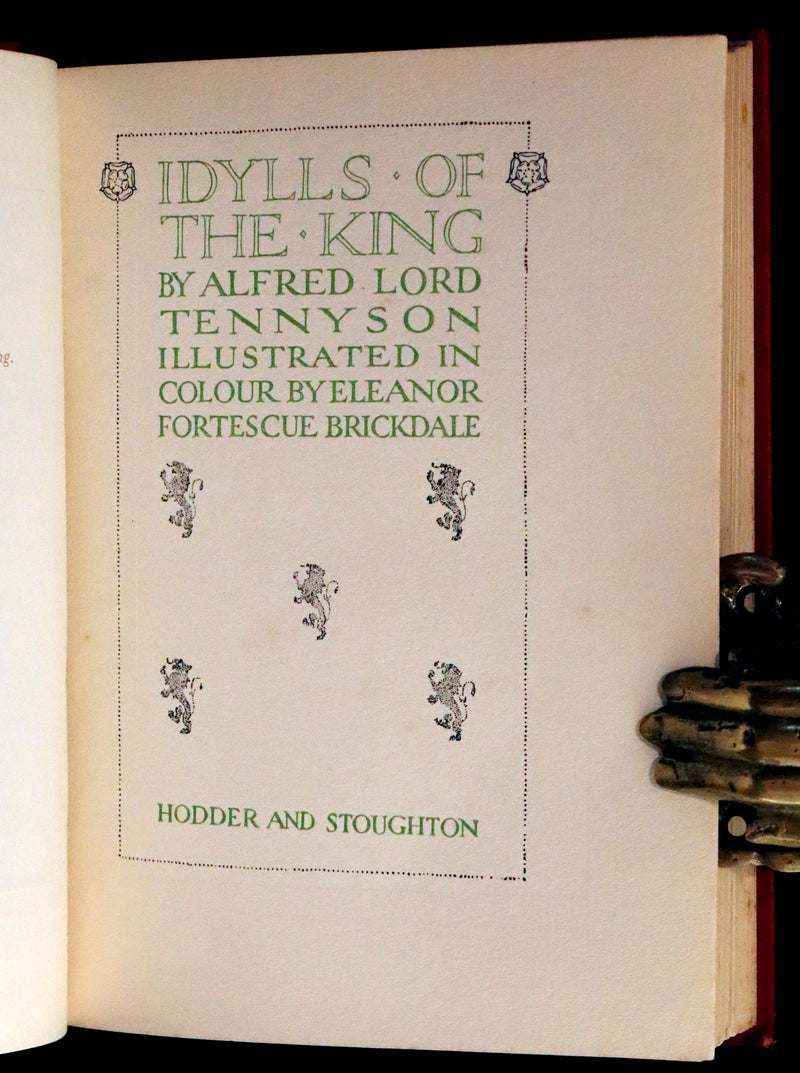 IDYLLS · OF
THE · KING
BY ALFRED LORD
TENNYSON
ILLUSTRATED IN
COLOUR BY ELEANOR
FORTESCUE BRICKDALE
HODDER AND STOUGHTON